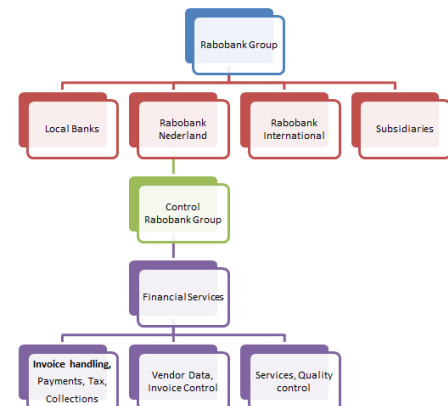 Rabobank Group
Local Banks
Rabobank
Nederland
Rabobank
International
Subsidiaries
Control
Rabobank Group
Financial Services
Invoice handling,
Payments, Tax,
Collections
Vendor Data,
Invoice Control
Services, Quality
control